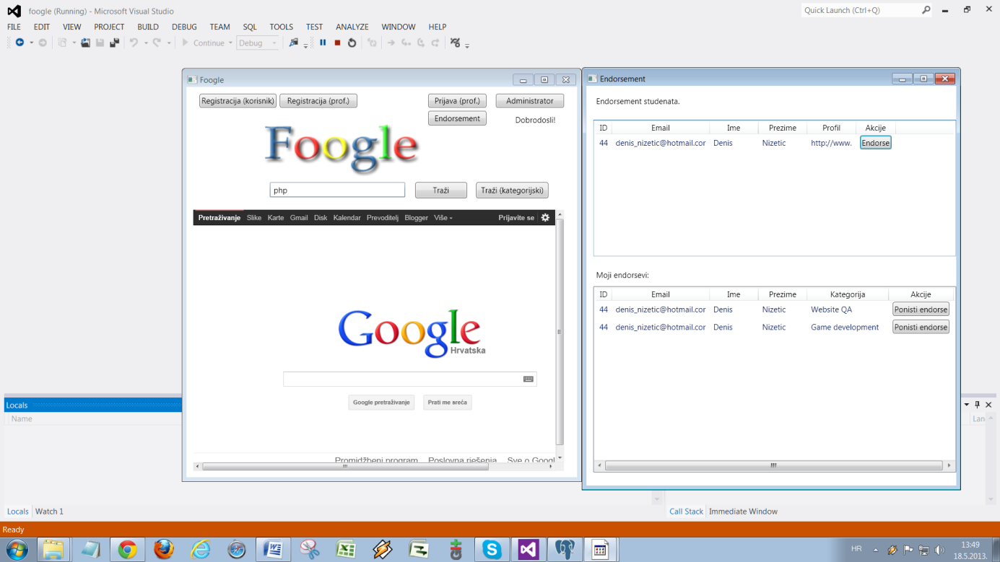 foogle (Running) - Microsoft Visual Studio
Quick Launch (Ctrl+Q)
FILE EDIT VIEW PROJECT BUILD DEBUG TEAM SQL TOOLS TEST ANALYZE WINDOW HELP
Continue Debug
Foogle
Registracija (korisnik) Registracija (prof.) Prijava (prof.) Administrator
Endorsement Dobrodosli!
Foogle
php Traži Traži (kategorijski)
Pretraživanje Slike Karte Gmail Disk Kalendar Prevoditelj Blogger Više Prijavite se
Google
Hrvatska
Google pretraživanje Prati me sreća
Promidžbeni program Poslovna rješenja Sve o Googl
Endorsement
Endorsement studenata.
ID Email Ime Prezime Profil Akcije
44 denis_nizetic@hotmail.cor Denis Nizetic http://www. Endorse
Moji endorsevi:
ID Email Ime Prezime Kategorija Akcije
44 denis_nizetic@hotmail.cor Denis Nizetic Website QA Ponisti endorse
44 denis_nizetic@hotmail.cor Denis Nizetic Game development Ponisti endorse
Locals
Name
Lan
Locals Watch 1
Call Stack Immediate Window
Ready
HR
13:49
18.5.2013.